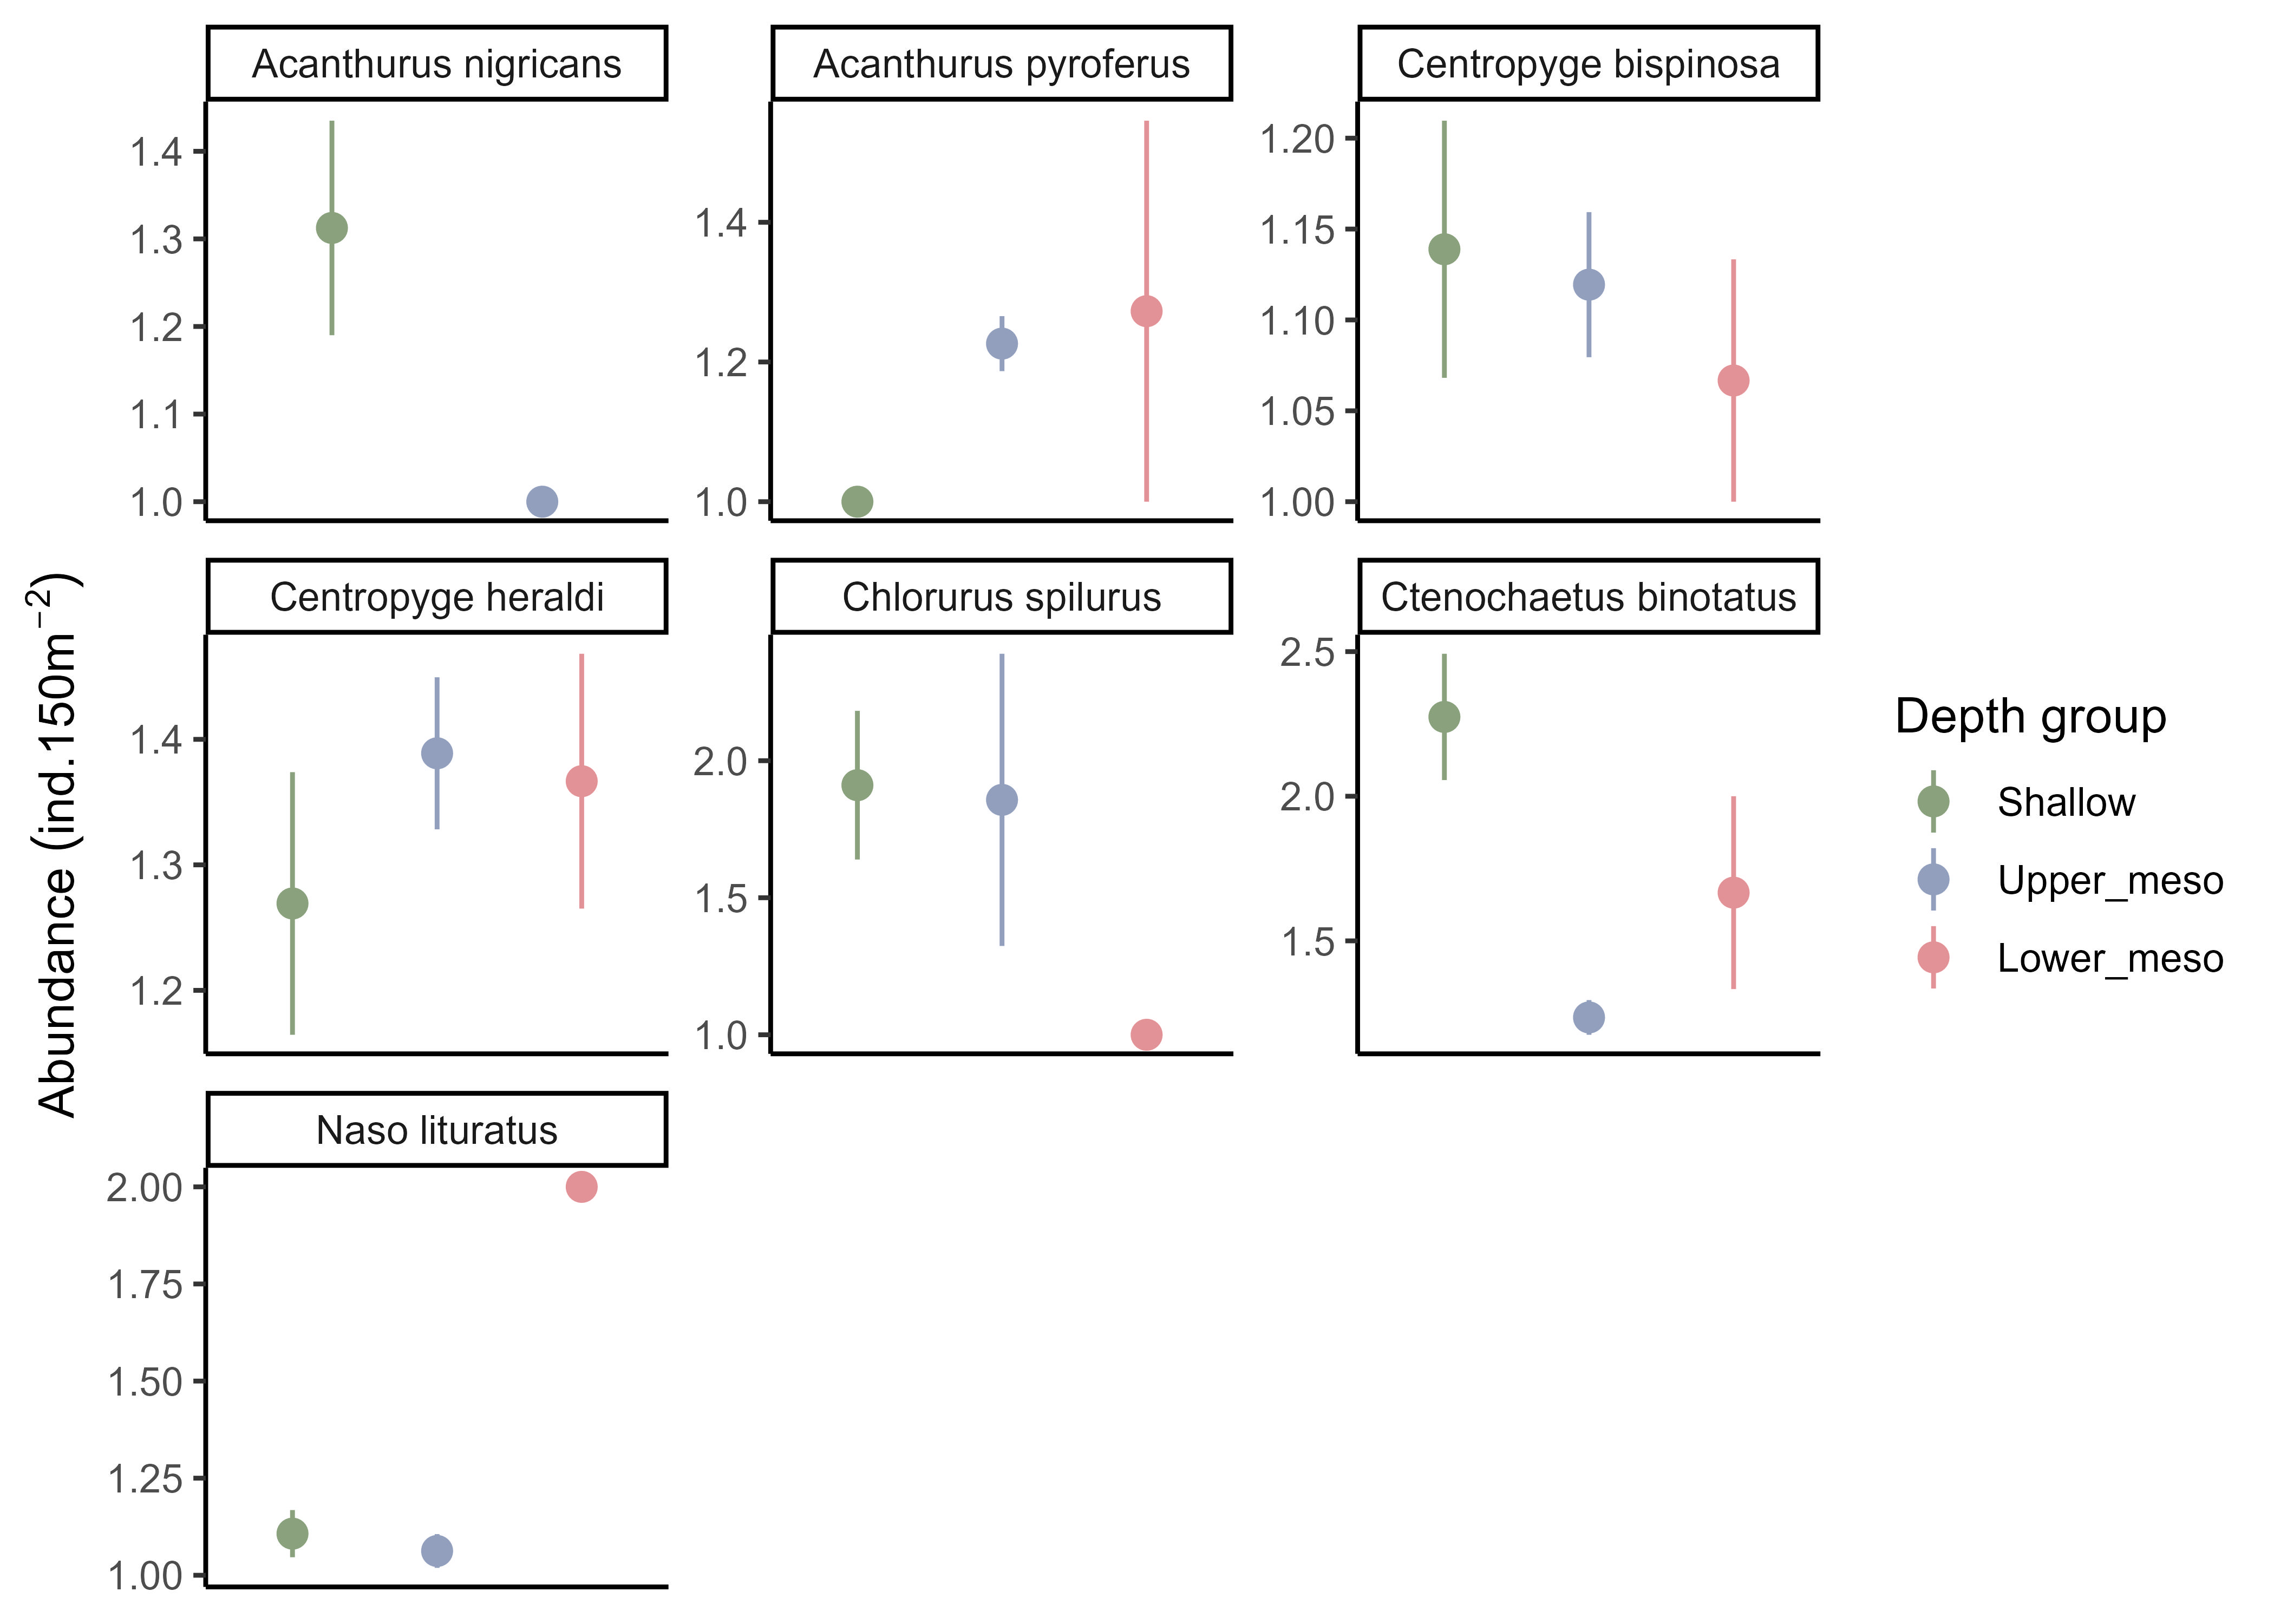 Acanthurus nigricans
Acanthurus pyroferus
Centropyge bispinosa
1.4
1.3
1.2
1.1
1.0
1.4
1.2
1.0
1.20
1.15
1.10
1.05
1.00
Abundance (ind.150m⁻²)
Centropyge heraldi
Chlorurus spilurus
Ctenochaetus binotatus
1.4
1.3
1.2
2.0
1.5
1.0
2.5
2.0
1.5
Depth group
Shallow
Upper_meso
Lower_meso
Naso lituratus
2.00
1.75
1.50
1.25
1.00